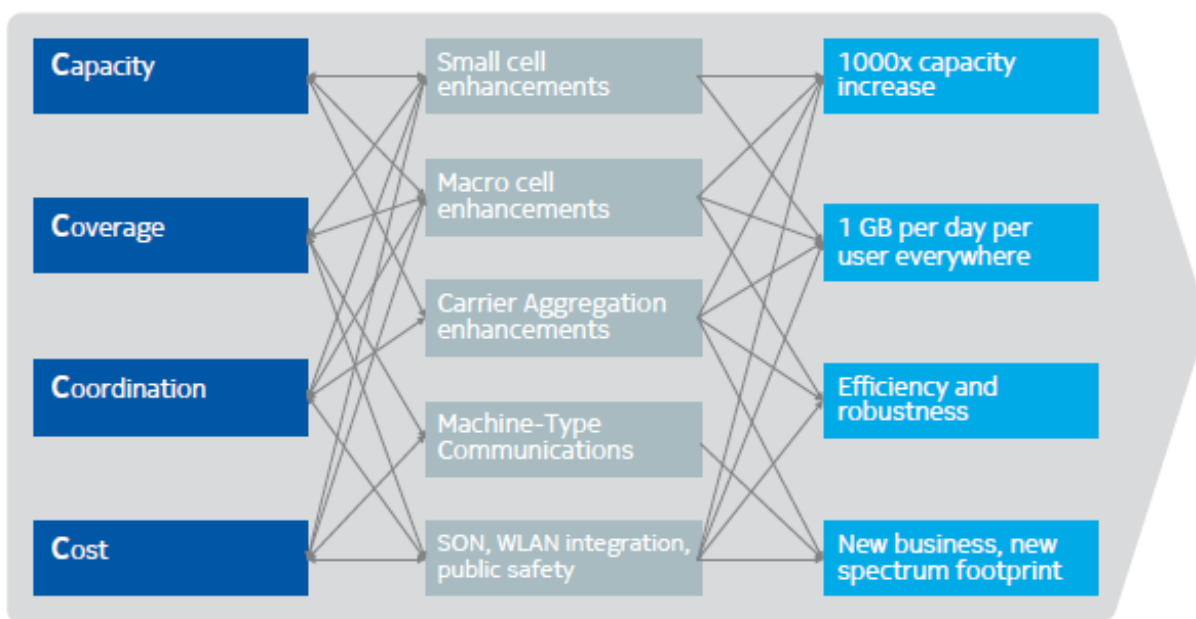 Capacity
Coverage
Coordination
Cost
Small cell
enhancements
Macro cell
enhancements
Carrier Aggregation
enhancements
Machine-Type
Communications
SON, WLAN integration,
public safety
1000x capacity
increase
1 GB per day per
user everywhere
Efficiency and
robustness
New business, new
spectrum footprint